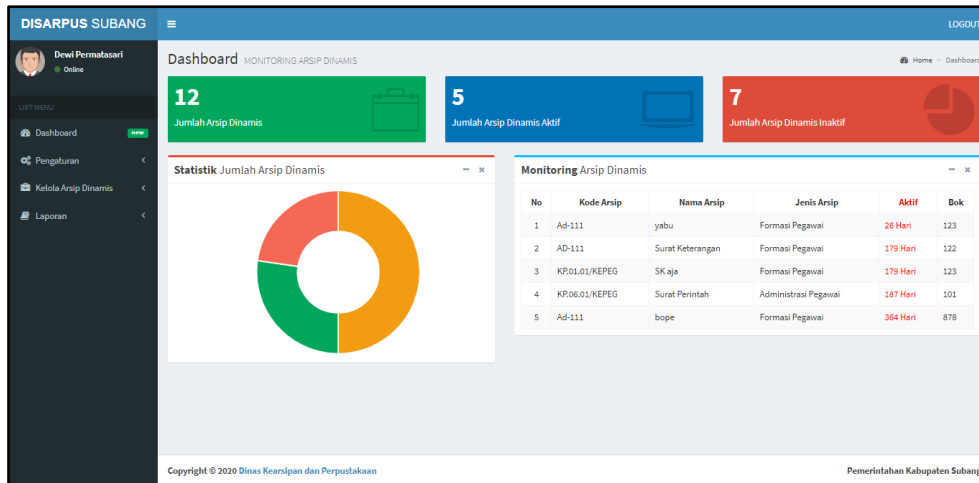 DISARPUS SUBANG
LOGOUT
Dewi Permatasari
Online
LIST MENU
Dashboard new
Pengaturan
Kelola Arsip Dinamis
Laporan
Dashboard MONITORING ARSIP DINAMIS
Home > Dashboard
12
Jumlah Arsip Dinamis
5
Jumlah Arsip Dinamis Aktif
7
Jumlah Arsip Dinamis Inaktif
Statistik Jumlah Arsip Dinamis
Monitoring Arsip Dinamis
No Kode Arsip Nama Arsip Jenis Arsip Aktif Bok
1 Ad-111 yabu Formasi Pegawai 26 Hari 123
2 AD-111 Surat Keterangan Formasi Pegawai 179 Hari 122
3 KP.01.01/KEPEG SK aja Formasi Pegawai 179 Hari 123
4 KP.06.01/KEPEG Surat Perintah Administrasi Pegawai 187 Hari 101
5 Ad-111 bope Formasi Pegawai 364 Hari 878
Copyright © 2020 Dinas Kearsipan dan Perpustakaan
Pemerintahan Kabupaten Subang